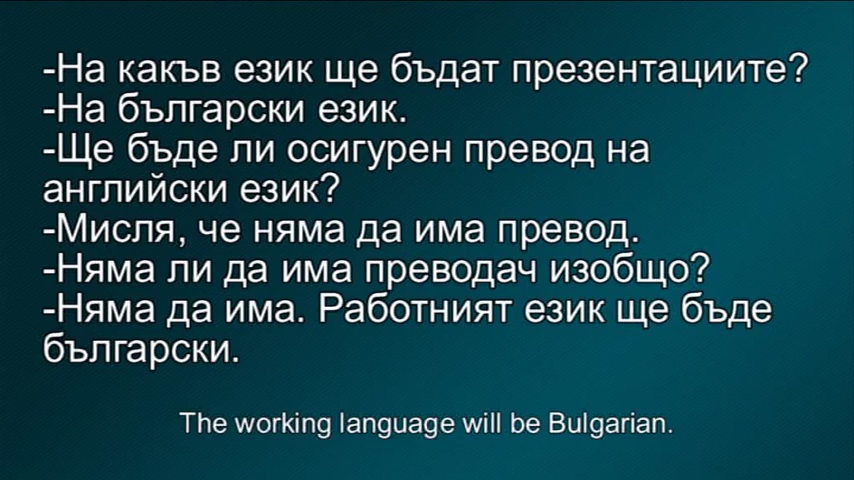 -На какъв език ще бъдат презентациите?
-На български език.
-Ще бъде ли осигурен превод на
английски език?
-Мисля, че няма да има превод.
-Няма ли да има преводач изобщо?
-Няма да има. Работният език ще бъде
български.
The working language will be Bulgarian.